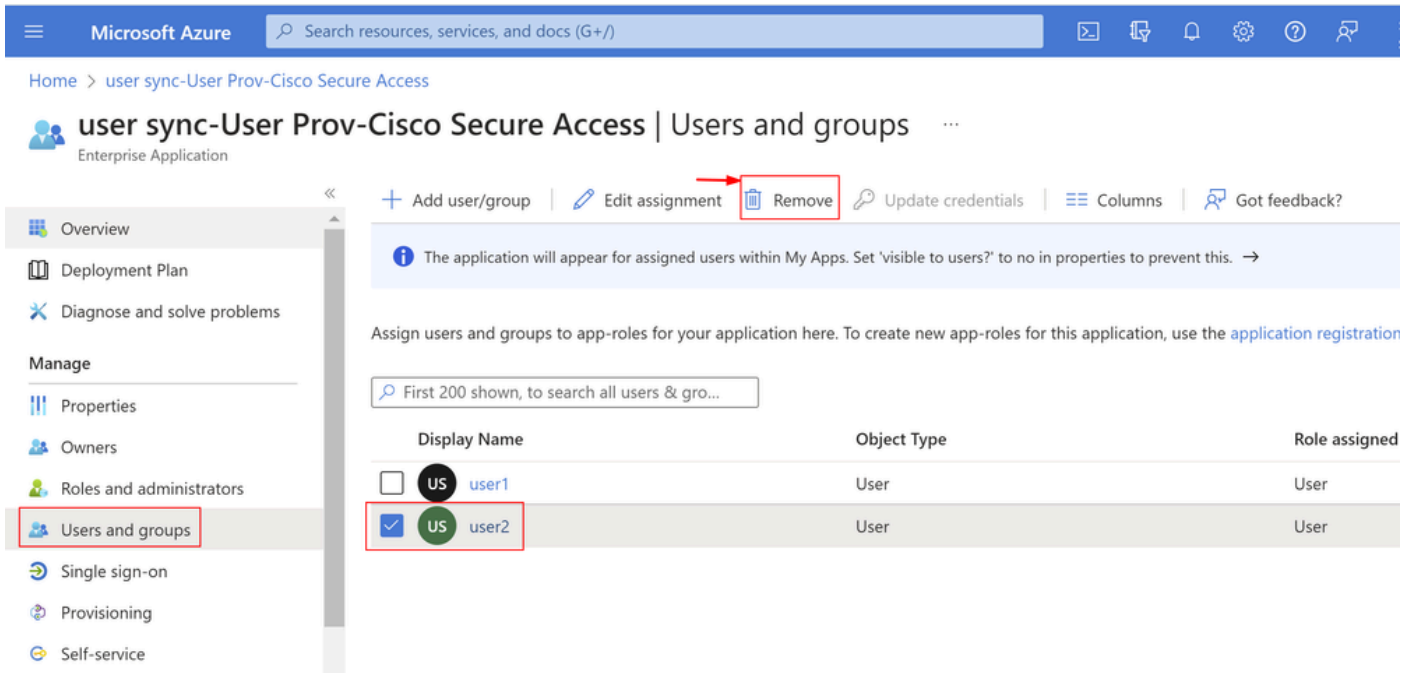 Microsoft Azure
Search resources, services, and docs (G+/)
Home > user sync-User Prov-Cisco Secure Access
user sync-User Prov-Cisco Secure Access | Users and groups ...
Enterprise Application
Add user/group
Edit assignment
Remove
Update credentials
Columns
Got feedback?
Overview
Deployment Plan
Diagnose and solve problems
Manage
Properties
Owners
Roles and administrators
Users and groups
Single sign-on
Provisioning
Self-service
The application will appear for assigned users within My Apps. Set 'visible to users?' to no in properties to prevent this. →
Assign users and groups to app-roles for your application here. To create new app-roles for this application, use the application registration
First 200 shown, to search all users & gro...
Display Name Object Type Role assigned
US user1 User User
US user2 User User